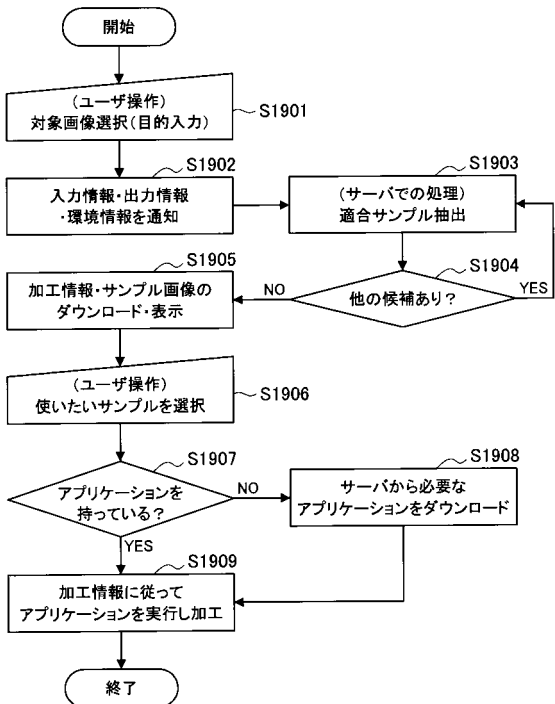 開始
(ユーザ操作)
対象画像選択(目的入力)
S1901
S1902
入力情報・出力情報
・環境情報を通知
S1903
(サーバでの処理)
適合サンプル抽出
S1904
他の候補あり?
YES
NO
S1905
加工情報・サンプル画像の
ダウンロード・表示
(ユーザ操作)
使いたいサンプルを選択
S1906
S1907
アプリケーションを
持っている?
NO
YES
S1908
サーバから必要な
アプリケーションをダウンロード
S1909
加工情報に従って
アプリケーションを実行し加工
終了